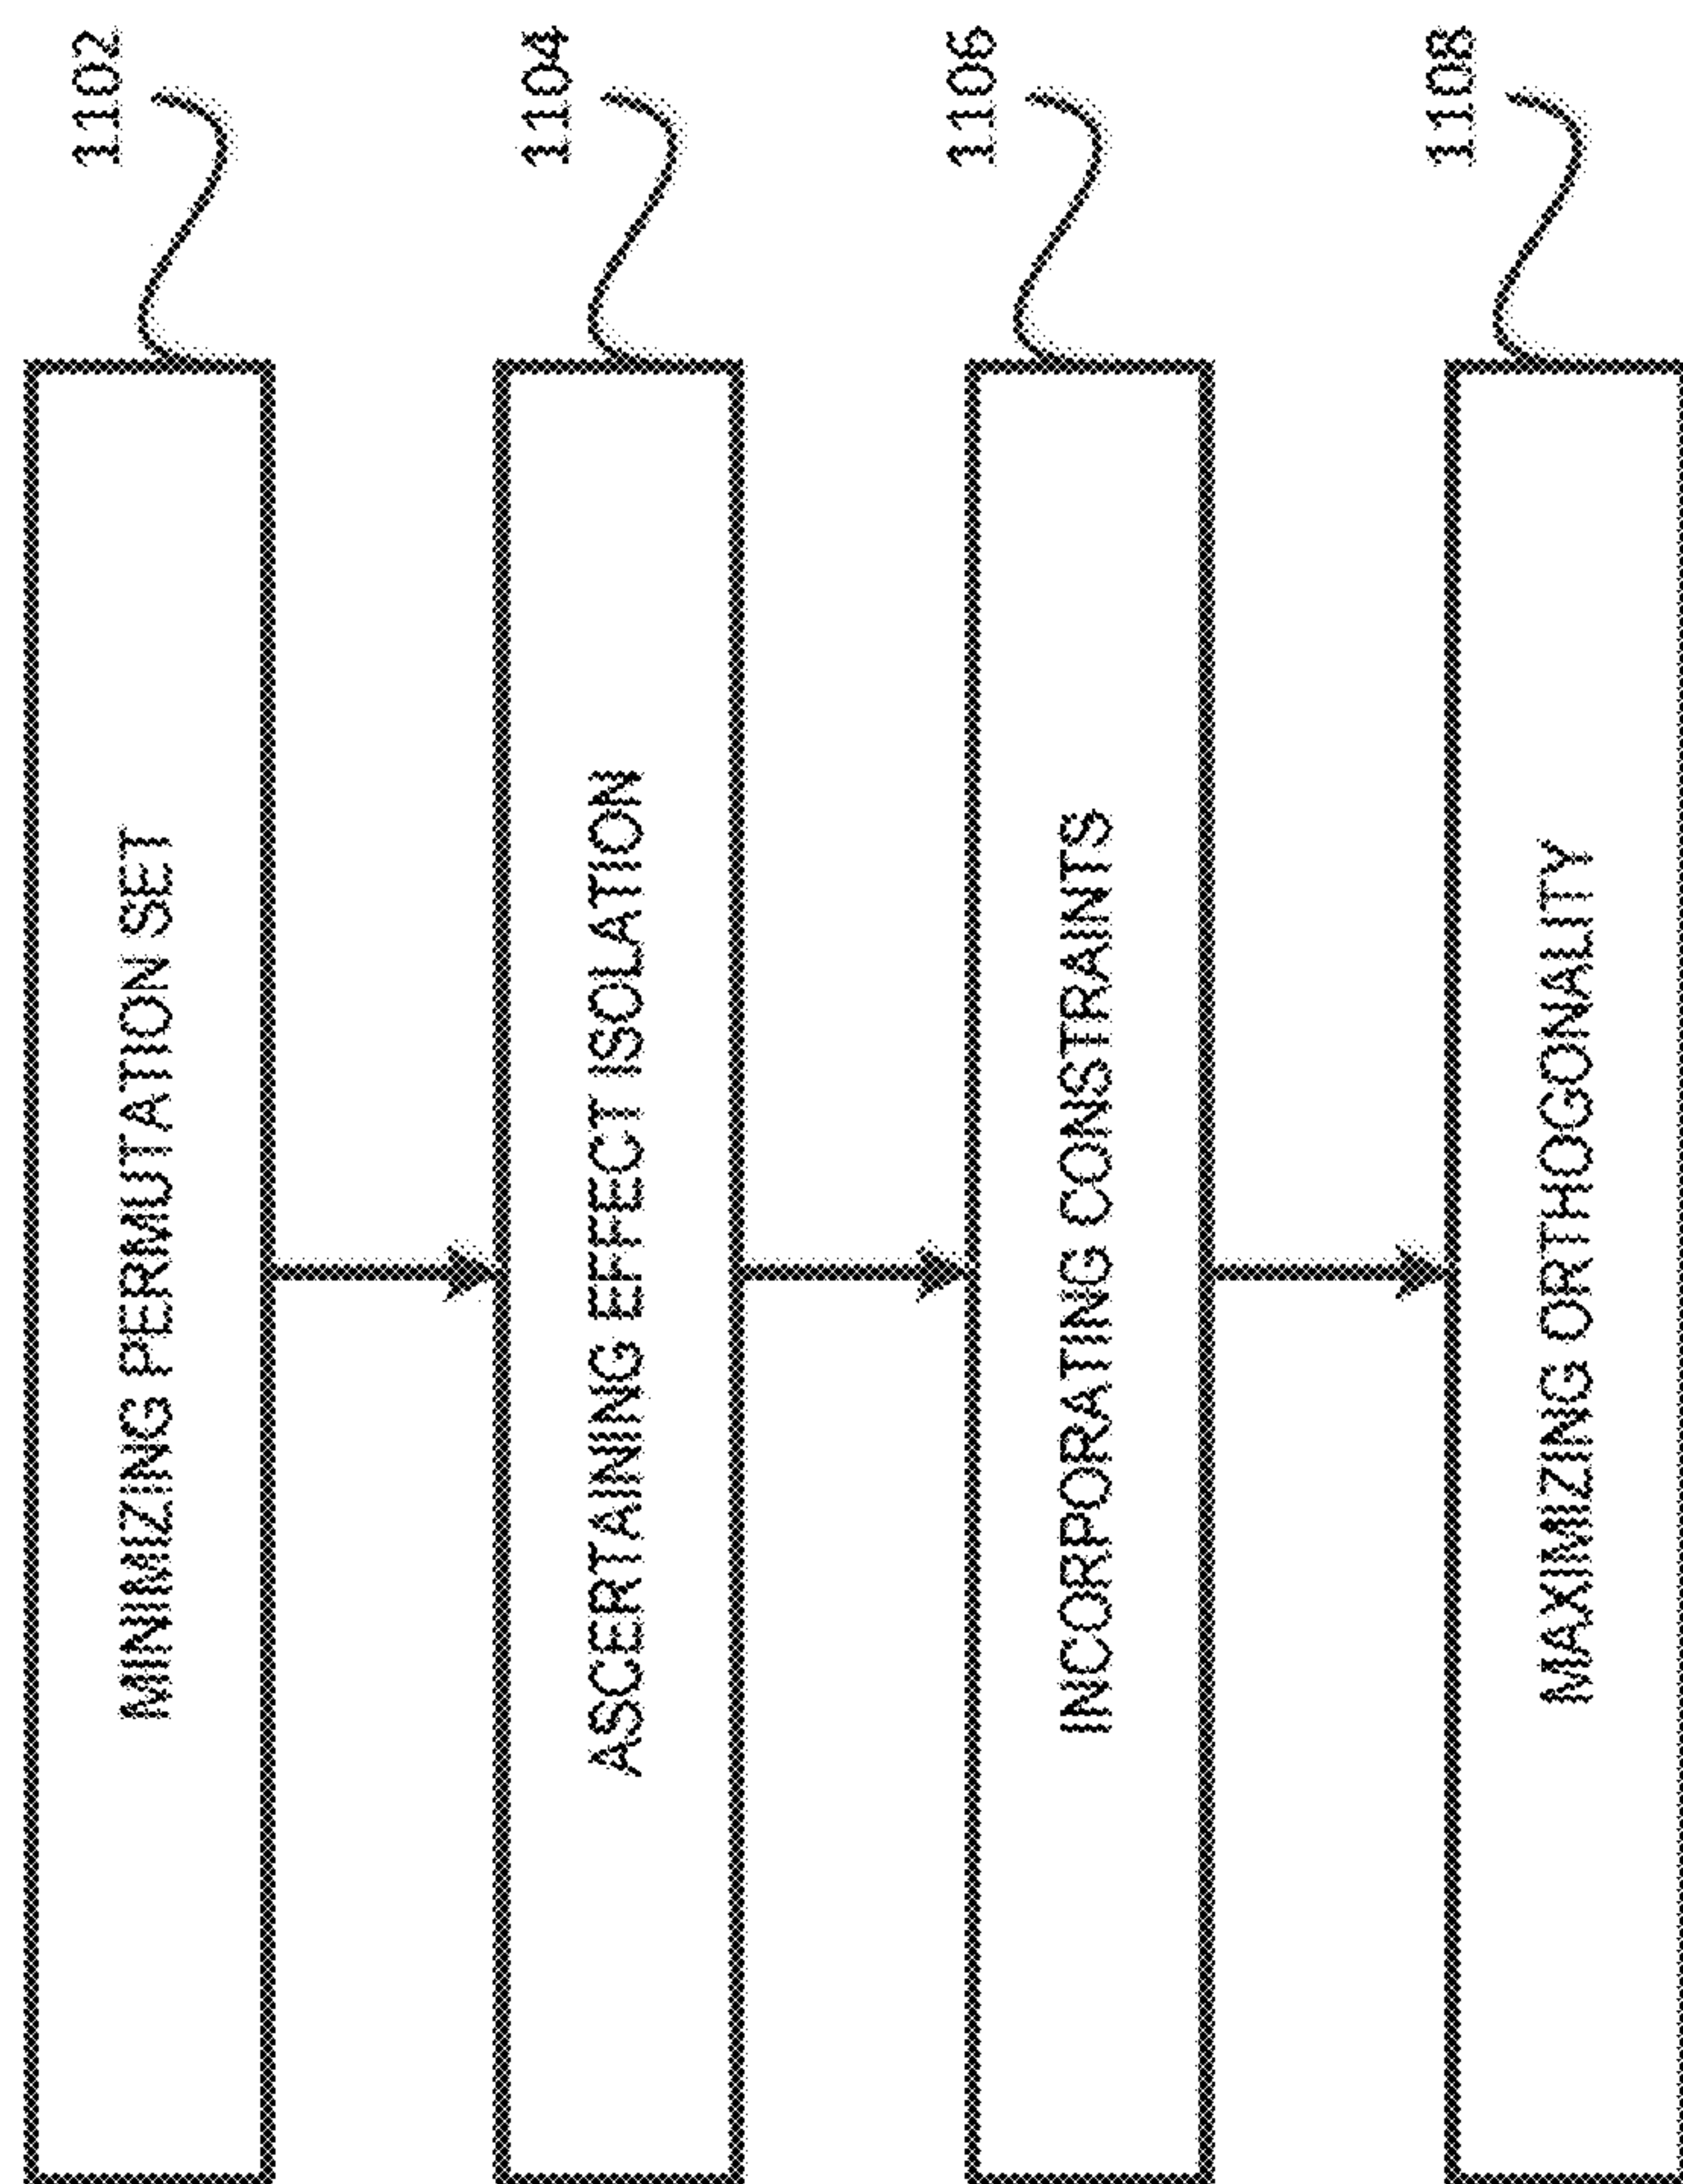 1102
MINIMIZING PERMUTATION SET
1104
ASCERTAINING EFFECT ISOLATION
1106
INCORPORATING CONSTRAINTS
1108
MAXIMIZING ORTHOGONALITY